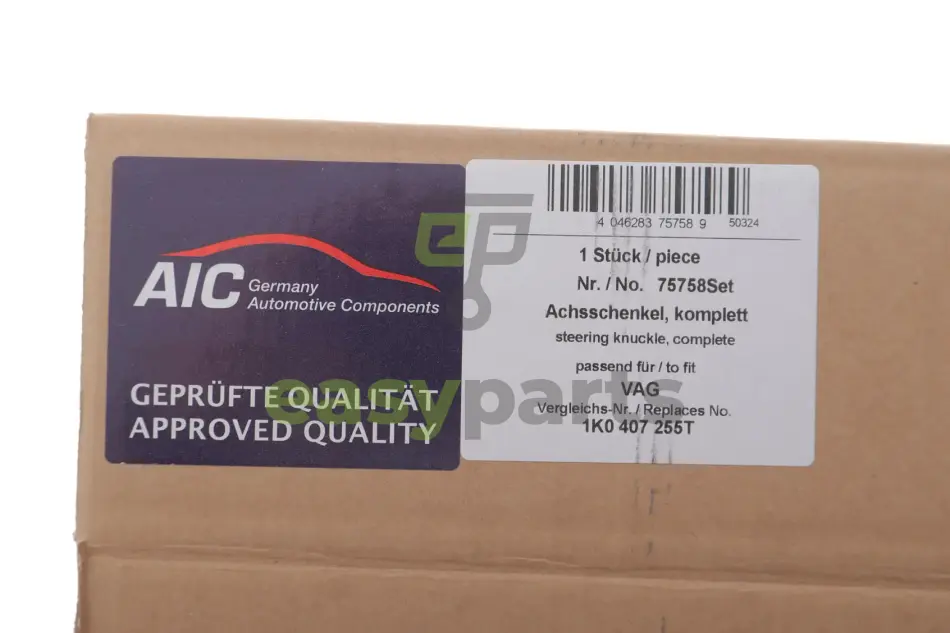 AIC Germany
Automotive Components
GEPRÜFTE QUALITÄT
APPROVED QUALITY
4 046283 75758 9 50324
1 Stück / piece
Nr. / No. 75758Set
Achsschenkel, komplett
steering knuckle, complete
passend für / to fit
VAG
Vergleichs-Nr. / Replaces No.
1K0 407 255T
ep
easyparts